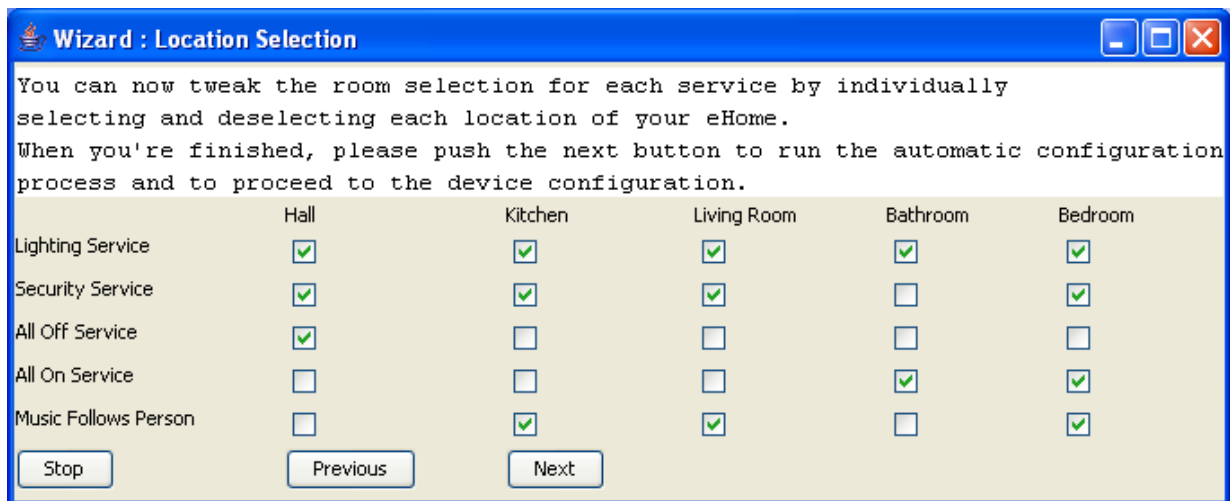 Wizard : Location Selection
You can now tweak the room selection for each service by individually
selecting and deselecting each location of your eHome.
When you're finished, please push the next button to run the automatic configuration
process and to proceed to the device configuration.
Hall Kitchen Living Room Bathroom Bedroom
Lighting Service
Security Service
All Off Service
All On Service
Music Follows Person
Stop Previous Next